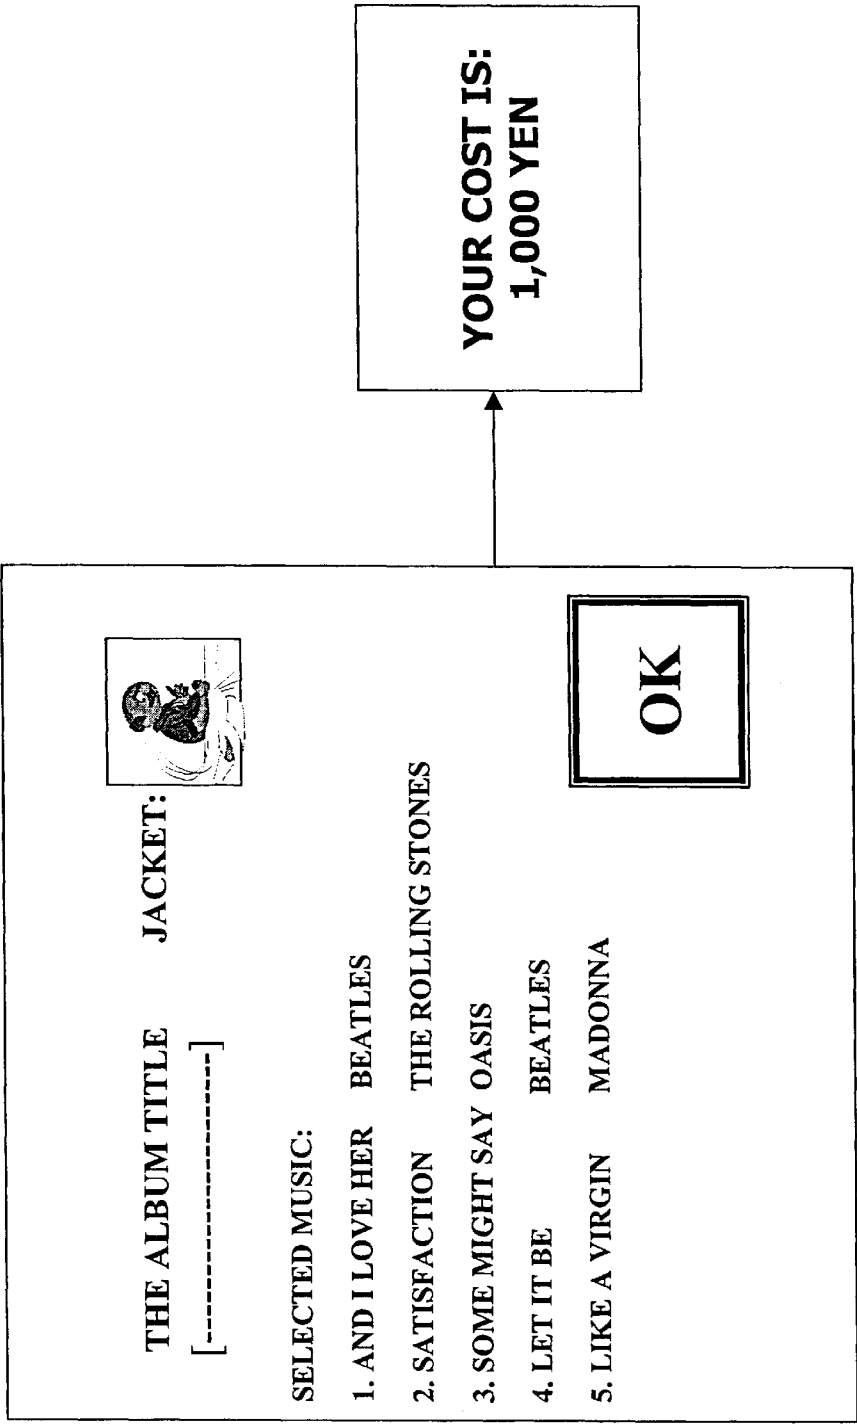 THE ALBUM TITLE JACKET:
[-----------------------]
SELECTED MUSIC:
1. AND I LOVE HER BEATLES
2. SATISFACTION THE ROLLING STONES
3. SOME MIGHT SAY OASIS
4. LET IT BE BEATLES
5. LIKE A VIRGIN MADONNA
OK
YOUR COST IS:
1,000 YEN